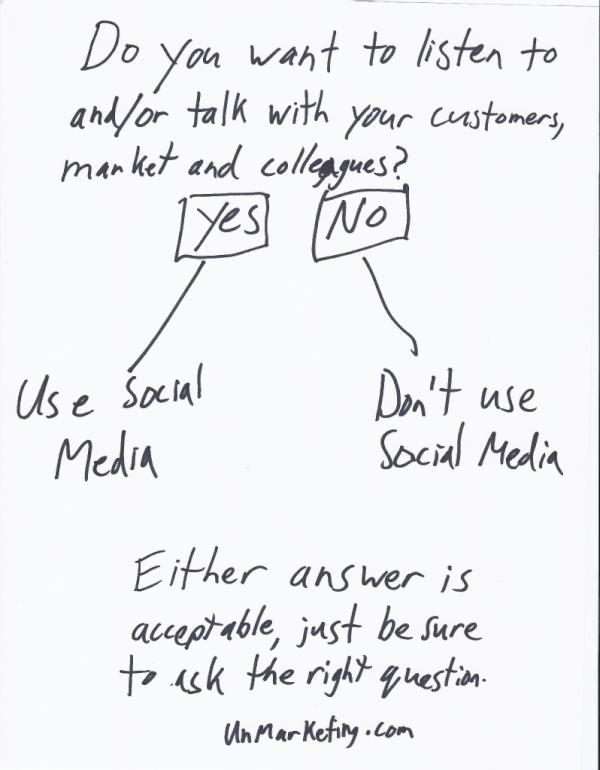 Do you want to listen to
and/or talk with your customers,
market and colleagues?
Yes
No
Use Social
Media
Don't use
Social Media
Either answer is
acceptable, just be sure
to ask the right question.
UnMarketing.com